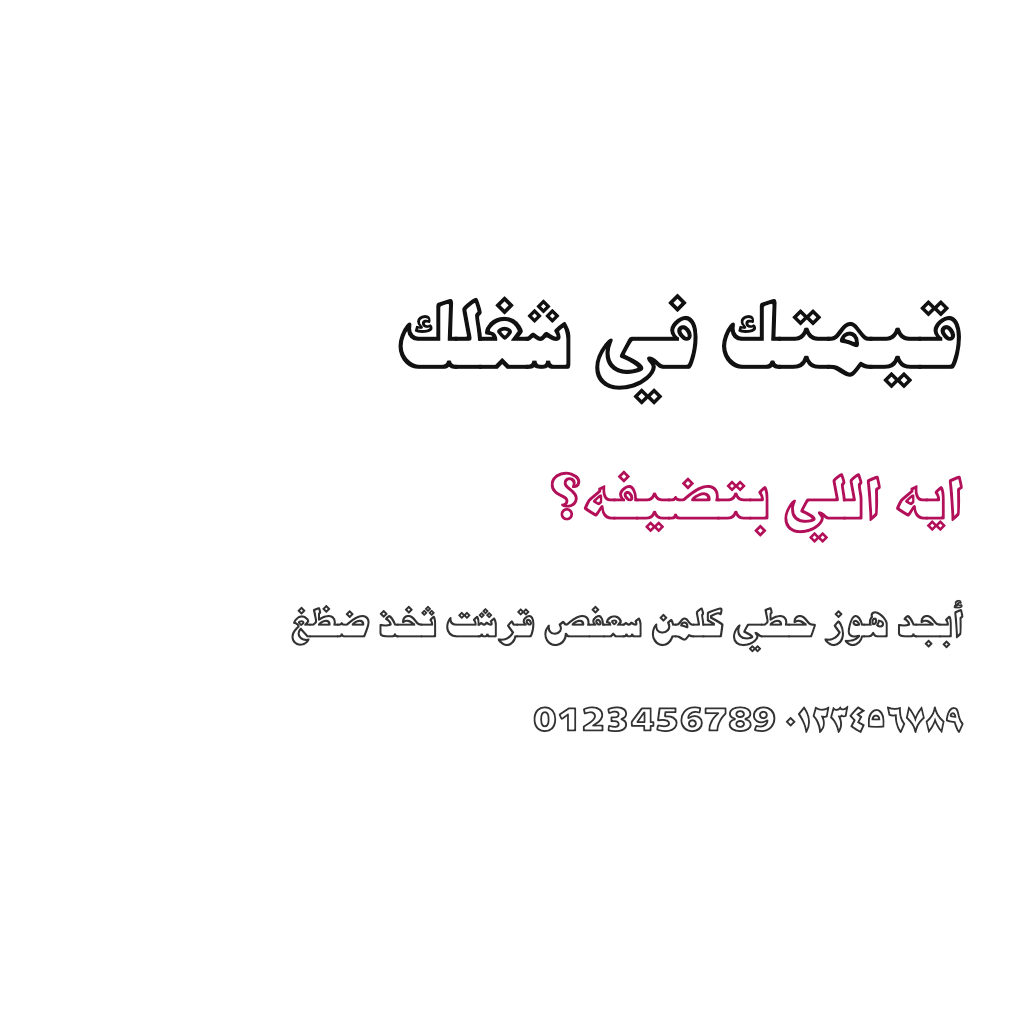 قيمتك في شغلك
ايه اللي بتضيفه؟
أبجد هوز حطي كلمن سعفص قرشت ثخذ ضظغ
0123456789 ٠١٢٣٤٥٦٧٨٩